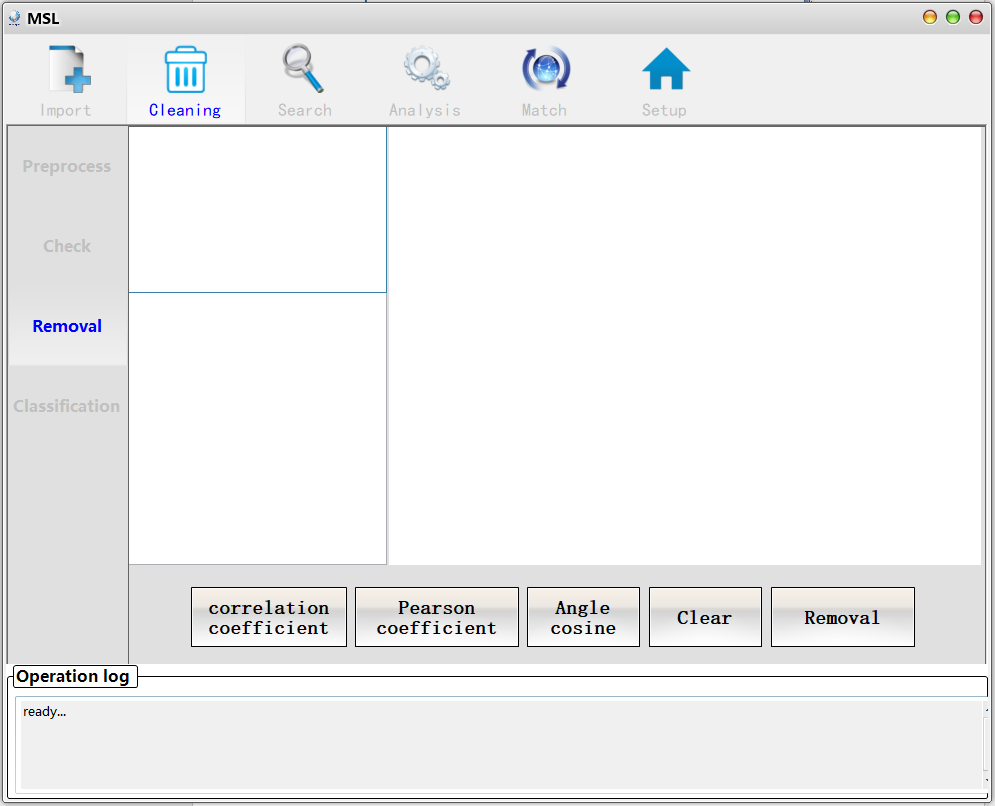 MSL
Import
Cleaning
Search
Analysis
Match
Setup
Preprocess
Check
Removal
Classification
correlation
coefficient
Pearson
coefficient
Angle
cosine
Clear
Removal
Operation log
ready...